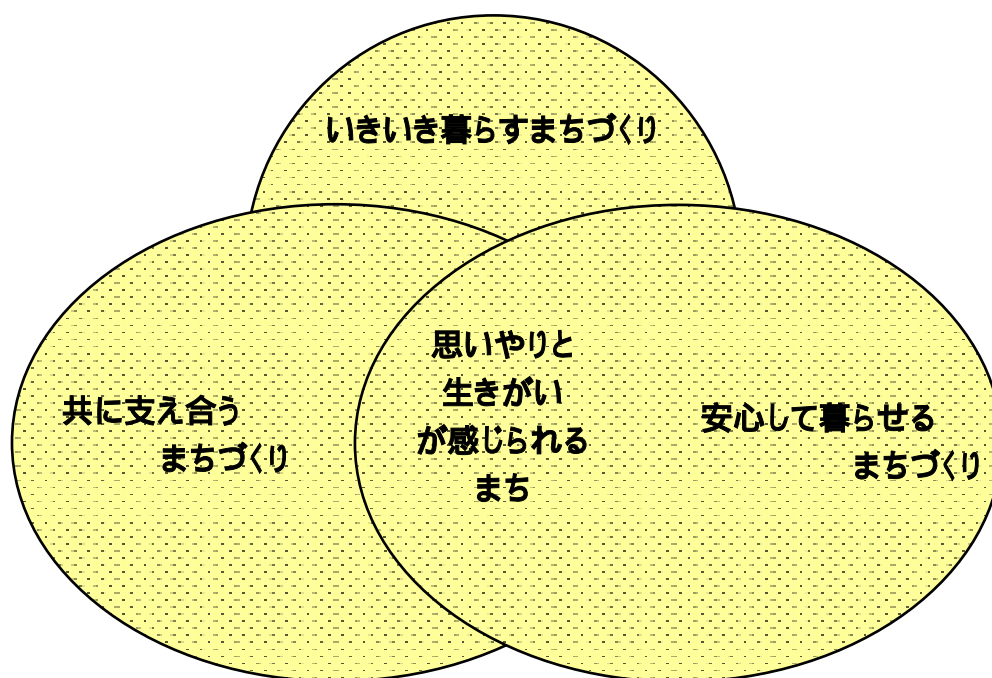 いきいき暮らすまちづくり
思いやりと
生きがい
が感じられる
まち
共に支え合う
まちづくり
安心して暮らせる
まちづくり